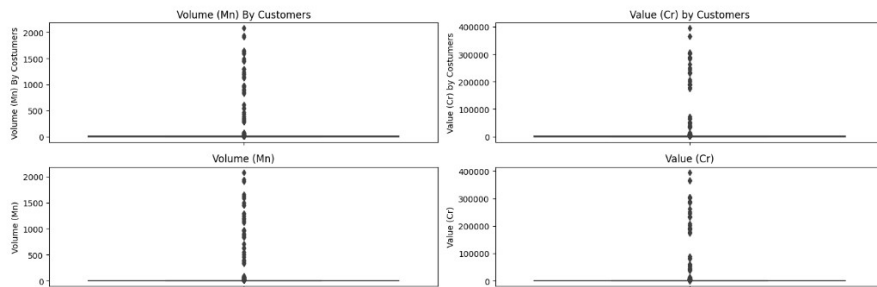 Volume (Mn) By Customers
Volume (Mn) By Costumers
2000
1500
1000
500
0
Value (Cr) by Customers
Value (Cr) by Costumers
400000
300000
200000
100000
0
Volume (Mn)
Volume (Mn)
2000
1500
1000
500
0
Value (Cr)
Value (Cr)
400000
300000
200000
100000
0